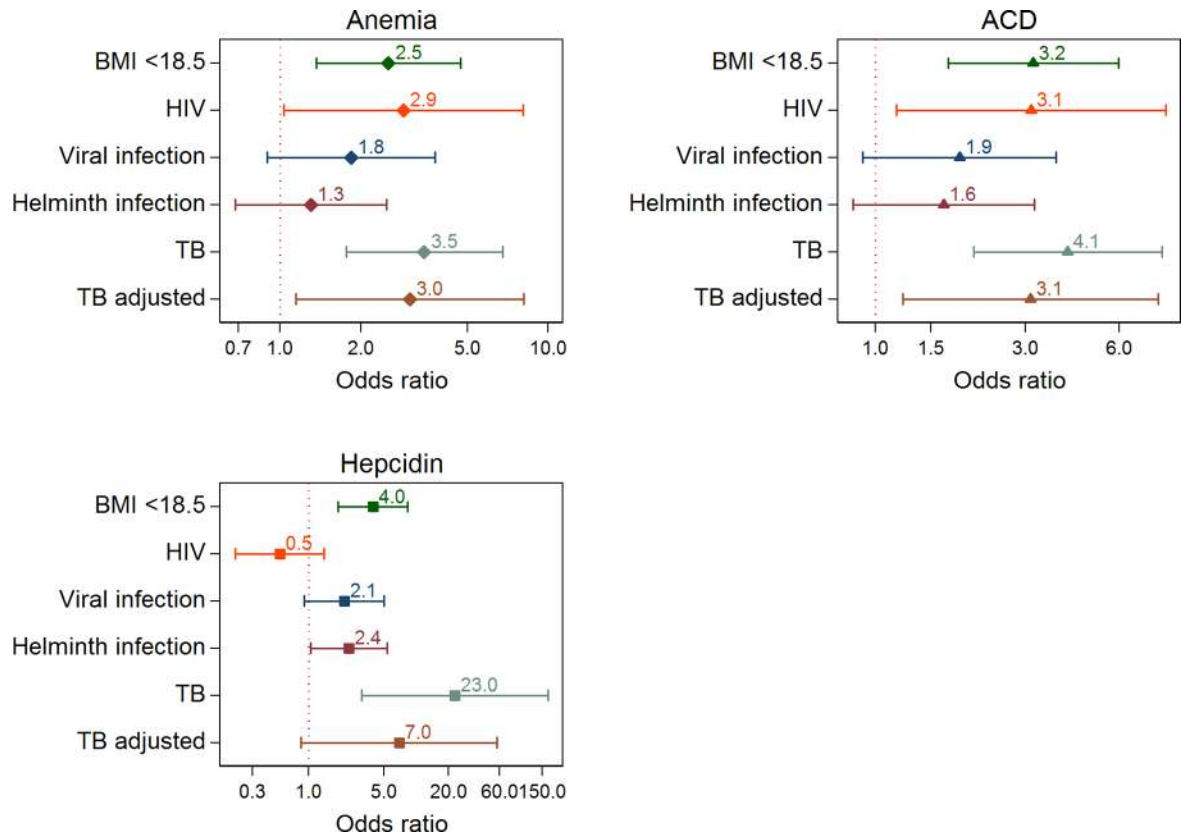 Anemia
BMI <18.5
2.5
HIV
2.9
Viral infection
1.8
Helminth infection
1.3
TB
3.5
TB adjusted
3.0
0.7 1.0 2.0 5.0 10.0
Odds ratio
ACD
BMI <18.5
3.2
HIV
3.1
Viral infection
1.9
Helminth infection
1.6
TB
4.1
TB adjusted
3.1
1.0 1.5 3.0 6.0
Odds ratio
Hepcidin
BMI <18.5
4.0
HIV
0.5
Viral infection
2.1
Helminth infection
2.4
TB
23.0
TB adjusted
7.0
0.3 1.0 5.0 20.0 60.0 150.0
Odds ratio